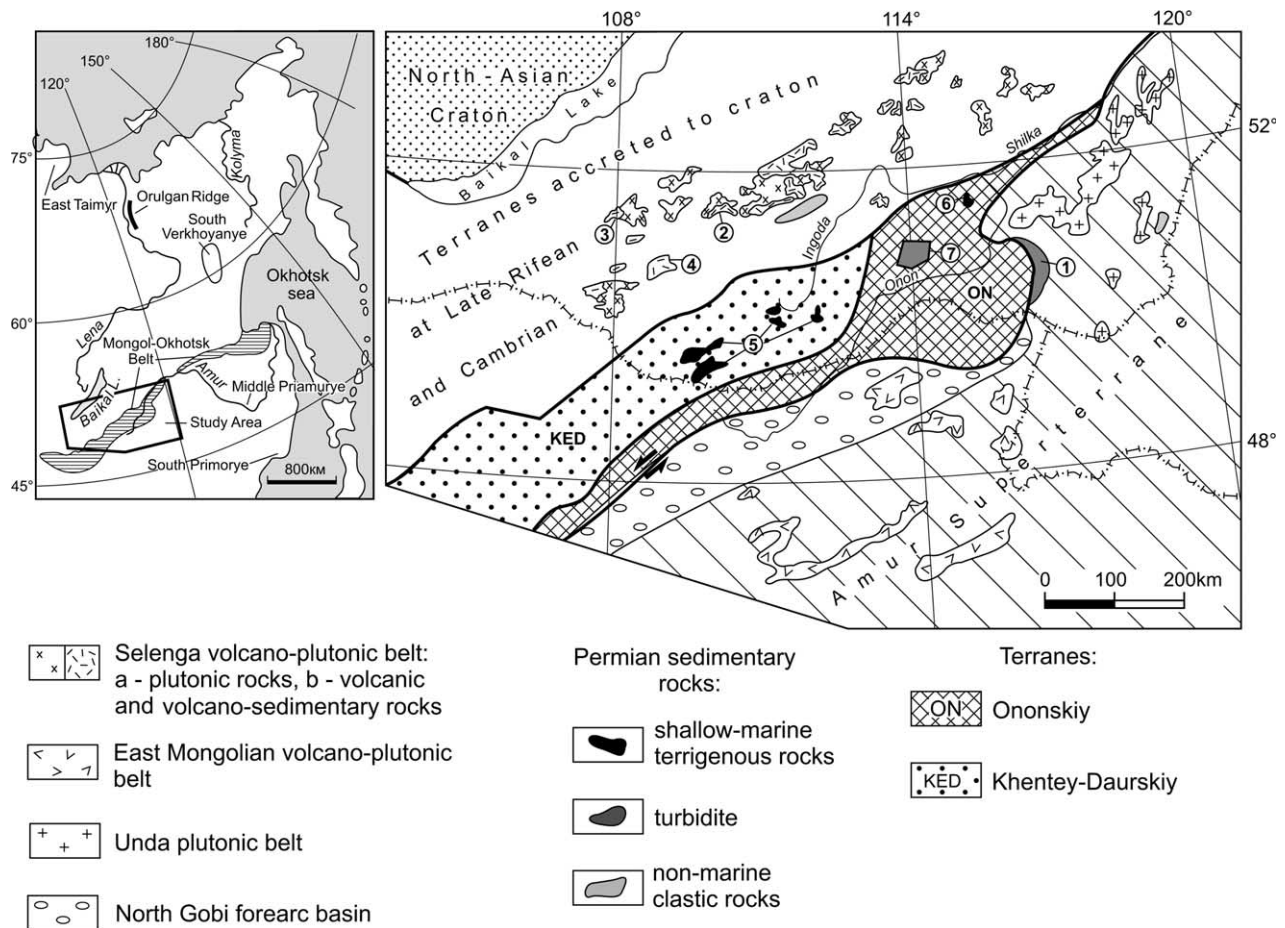 180°
150°
120°
75°
60°
45°
Kolyma
East Taimyr
Orulgan Ridge
South
Verkhoyanye
Okhotsk
sea
Lena
Mongol-Okhotsk
Belt
Amur
Baikal L.
Middle Priamurye
Study Area
South Primorye
800км
108°
114°
120°
52°
48°
North - Asian
Craton
Baikal Lake
Terranes accreted to craton
at Late Rifean
and Cambrian
Shilka
Ingoda
Onon
6
3
2
4
7
1
ON
5
KED
Amur Superterrane
0 100 200km
Selenga volcano-plutonic belt:
a - plutonic rocks, b - volcanic
and volcano-sedimentary rocks
East Mongolian volcano-plutonic
belt
Unda plutonic belt
North Gobi forearc basin
Permian sedimentary
rocks:
shallow-marine
terrigenous rocks
turbidite
non-marine
clastic rocks
Terranes:
ON Ononskiy
KED Khentey-Daurskiy